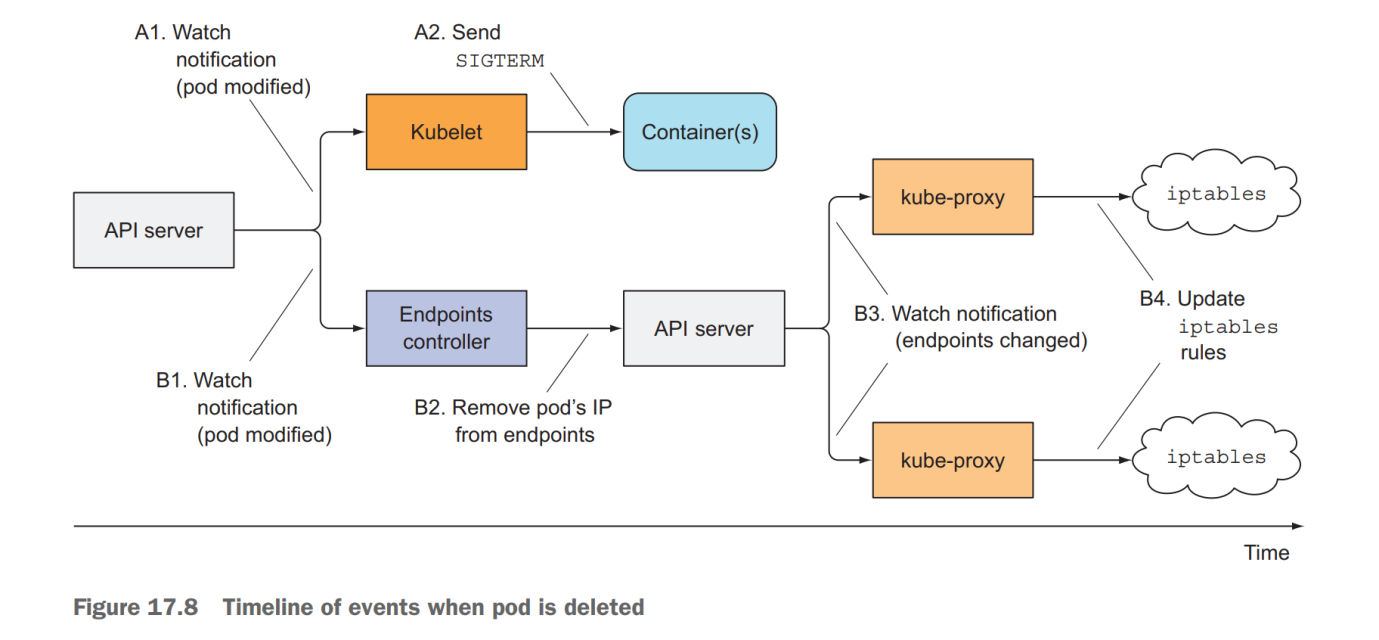 A1. Watch
notification
(pod modified)
A2. Send
SIGTERM
Kubelet
Container(s)
API server
kube-proxy
iptables
Endpoints
controller
API server
B1. Watch
notification
(pod modified)
B2. Remove pod's IP
from endpoints
B3. Watch notification
(endpoints changed)
B4. Update
iptables
rules
kube-proxy
iptables
Time
Figure 17.8 Timeline of events when pod is deleted